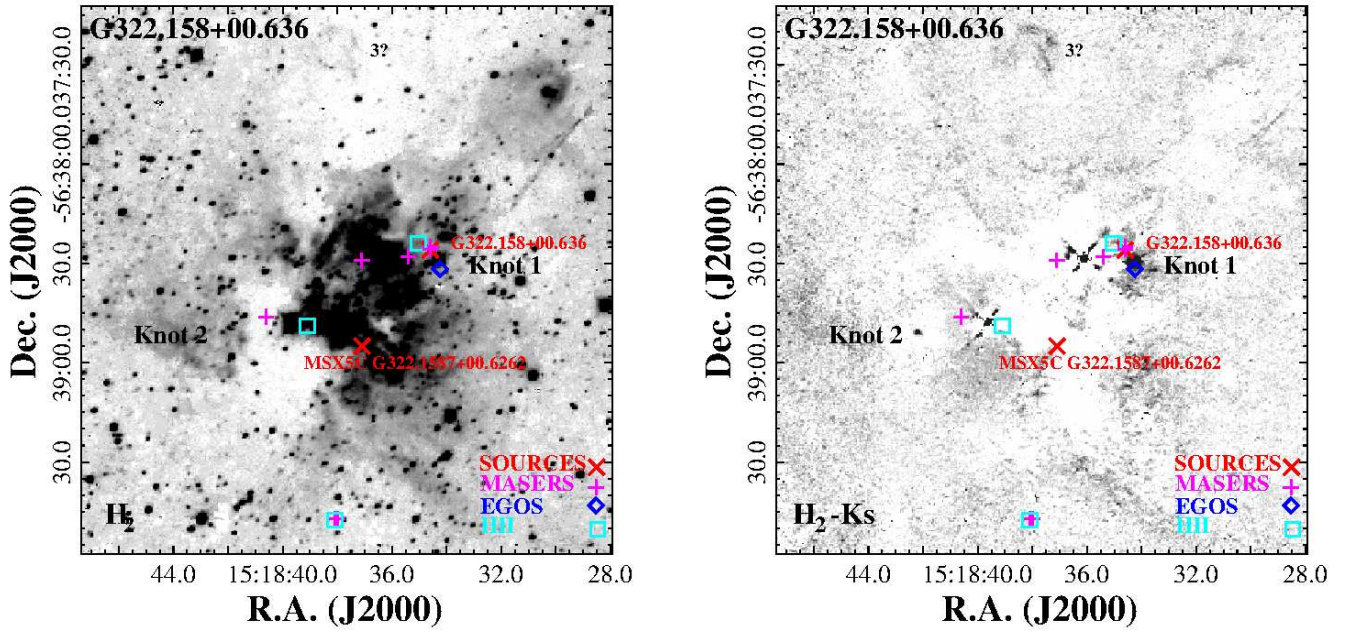 G322.158+00.636
3?
G322.158+00.636
Knot 1
Knot 2
MSX5C G322.1587+00.6262
SOURCES
MASERS
EGOS
HII
H2
Dec. (J2000)
37:30.0
-56:38:00.0
30.0
39:00.0
30.0
44.0 15:18:40.0 36.0 32.0 28.0
R.A. (J2000)
G322.158+00.636
3?
G322.158+00.636
Knot 1
Knot 2
MSX5C G322.1587+00.6262
SOURCES
MASERS
EGOS
HII
H2-Ks
Dec. (J2000)
37:30.0
-56:38:00.0
30.0
39:00.0
30.0
44.0 15:18:40.0 36.0 32.0 28.0
R.A. (J2000)